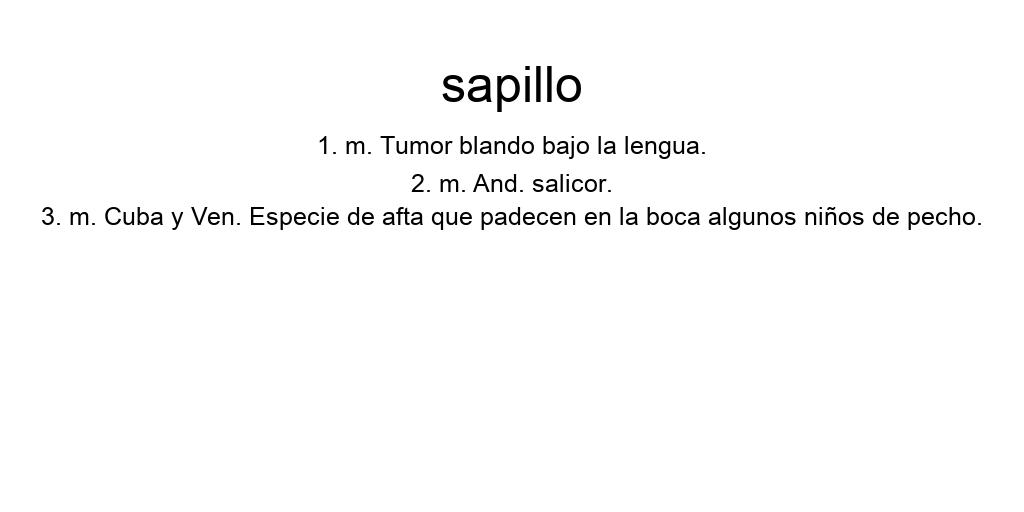 sapillo
1. m. Tumor blando bajo la lengua.
2. m. And. salicor.
3. m. Cuba y Ven. Especie de afta que padecen en la boca algunos niños de pecho.